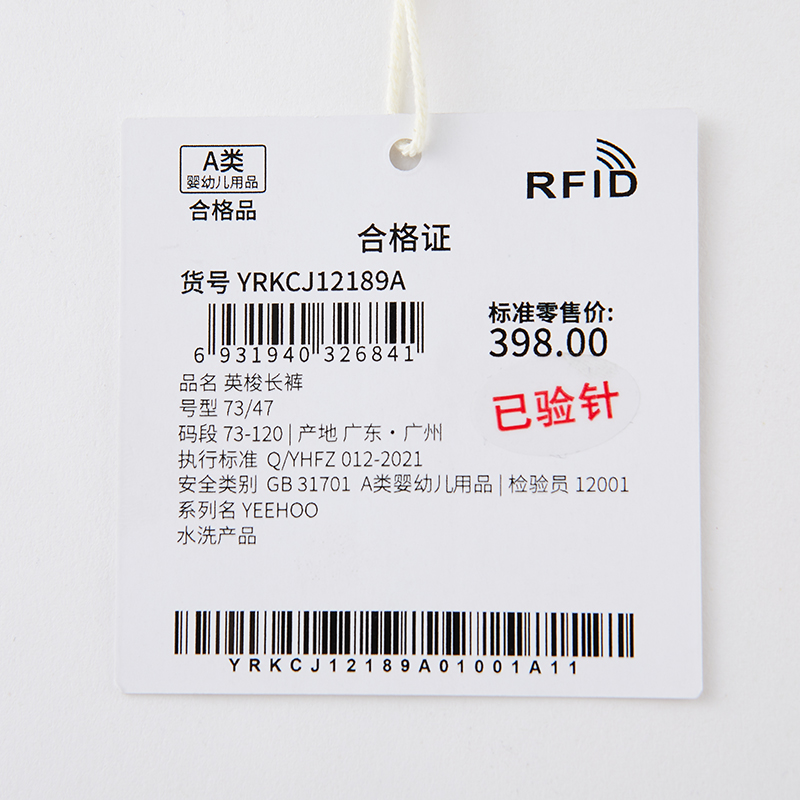 A类
婴幼儿用品
合格品
RFID
合格证
货号 YRKCJ12189A
6 931940 326841
标准零售价:
398.00
品名 英梭长裤
号型 73/47
码段 73-120 | 产地 广东·广州
已验针
执行标准 Q/YHFZ 012-2021
安全类别 GB 31701 A类婴幼儿用品 | 检验员 12001
系列名 YEEHOO
水洗产品
YRKCJ12189A01001A11